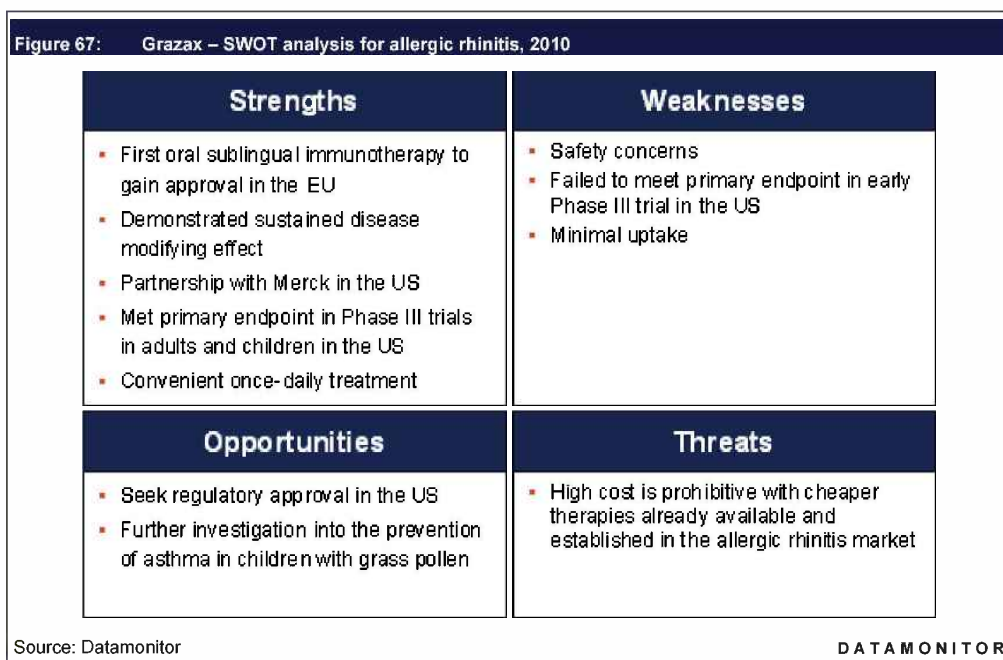 Figure 67: Grazax – SWOT analysis for allergic rhinitis, 2010
Strengths
▪ First oral sublingual immunotherapy to
gain approval in the EU
▪ Demonstrated sustained disease
modifying effect
▪ Partnership with Merck in the US
▪ Met primary endpoint in Phase III trials
in adults and children in the US
▪ Convenient once-daily treatment
Weaknesses
▪ Safety concerns
▪ Failed to meet primary endpoint in early
Phase III trial in the US
▪ Minimal uptake
Opportunities
▪ Seek regulatory approval in the US
▪ Further investigation into the prevention
of asthma in children with grass pollen
Threats
▪ High cost is prohibitive with cheaper
therapies already available and
established in the allergic rhinitis market
Source: Datamonitor
DATAMONITOR